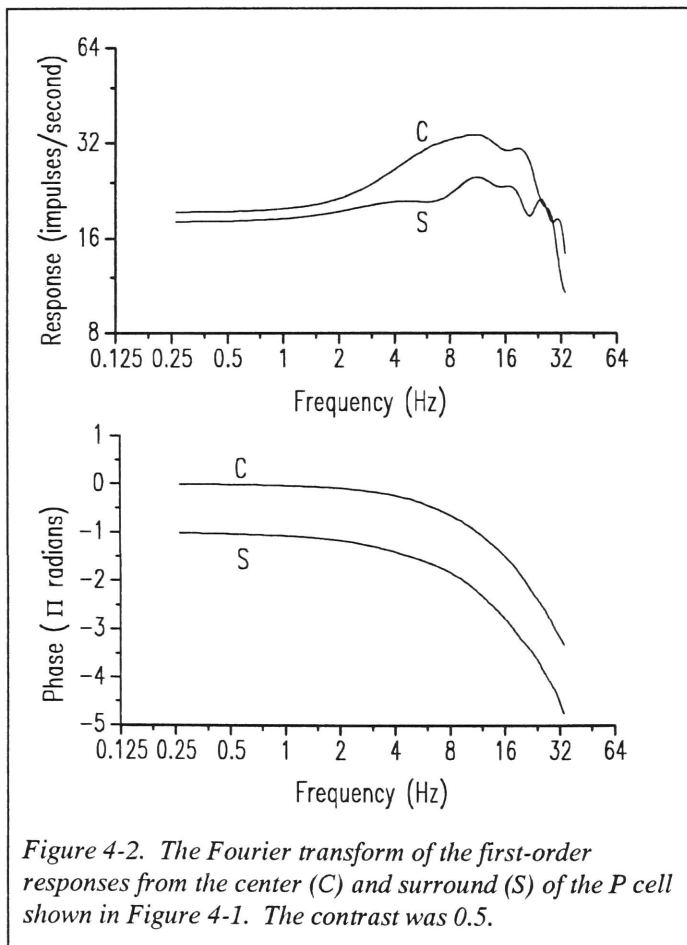 64
32
16
8
Response (impulses/second)
C
S
0.125 0.25 0.5 1 2 4 8 16 32 64
Frequency (Hz)
1
0
-1
-2
-3
-4
-5
Phase ( Π radians)
C
S
0.125 0.25 0.5 1 2 4 8 16 32 64
Frequency (Hz)
Figure 4-2. The Fourier transform of the first-order
responses from the center (C) and surround (S) of the P cell
shown in Figure 4-1. The contrast was 0.5.